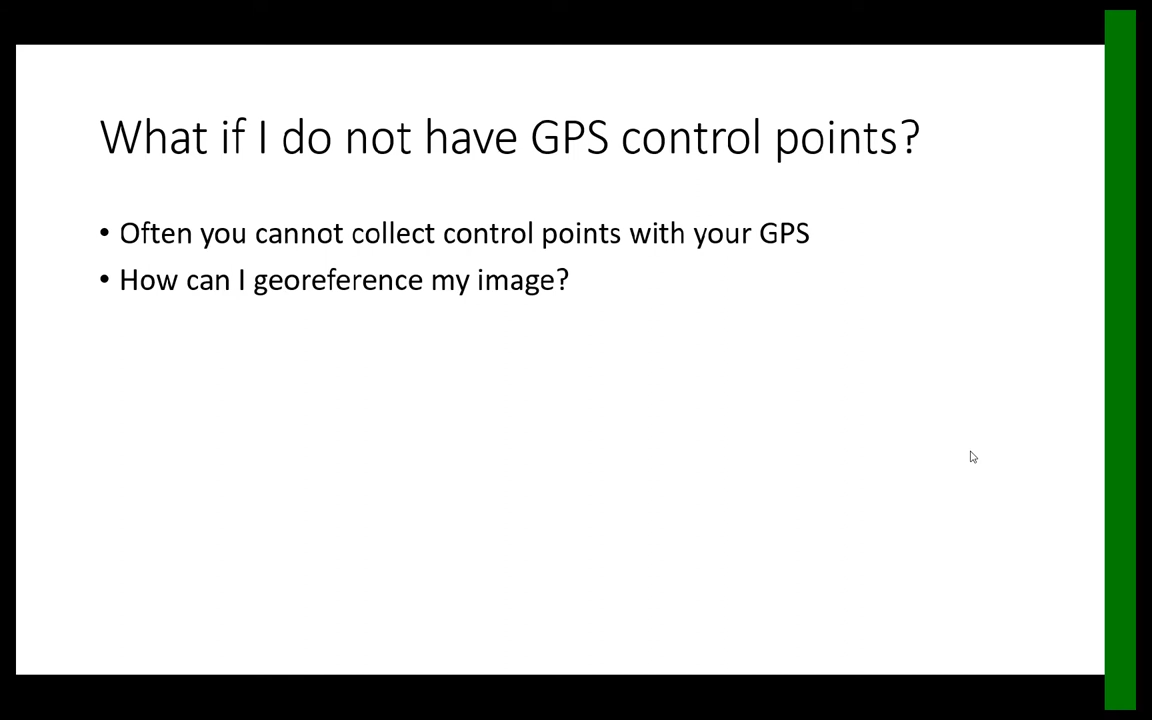 What if I do not have GPS control points?
• Often you cannot collect control points with your GPS
• How can I georeference my image?